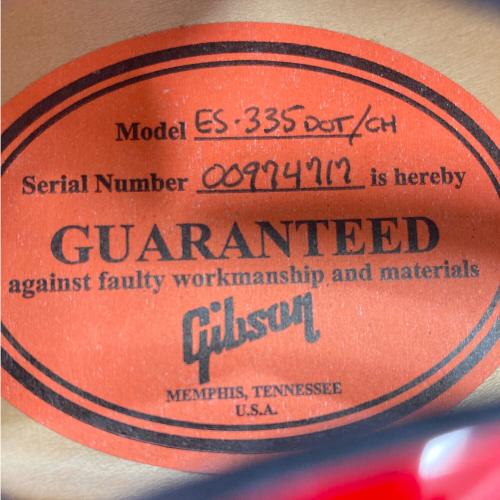 Model ES-335 DOT/CH
Serial Number 00974717 is hereby
GUARANTEED
against faulty workmanship and materials
Gibson
MEMPHIS, TENNESSEE
U.S.A.